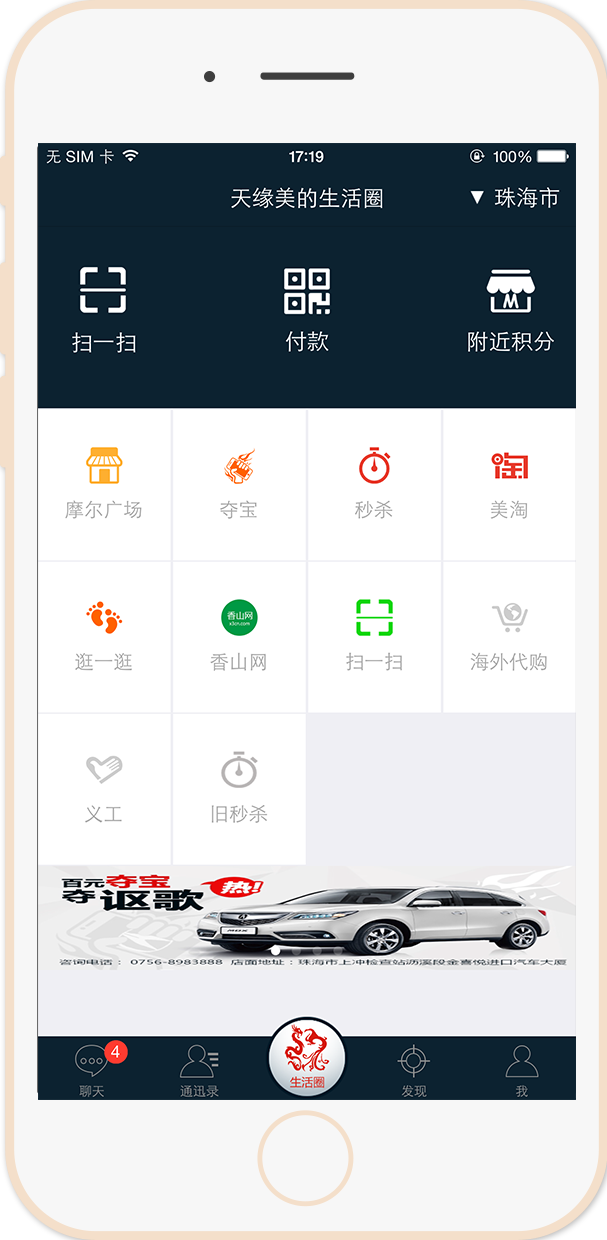 无 SIM 卡 17:19 100%
天缘美的生活圈 ▼ 珠海市
扫一扫 付款 附近积分
摩尔广场 夺宝 秒杀 美淘
香山网
x3cn.com
逛一逛 香山网 扫一扫 海外代购
义工 旧秒杀
百元夺宝 热!
夺讴歌
MDX
咨询电话： 0756-8983888 店面地址：珠海市上冲检查站沥溪段金喜悦进口汽车大厦
4
生活圈
聊天 通迅录 发现 我